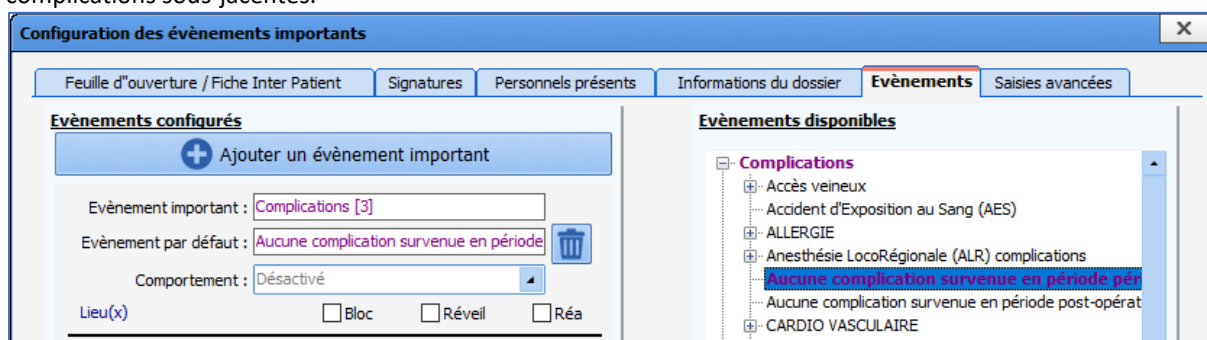 complications sous-jacentes.
Configuration des évènements importants
X
Feuille d"ouverture / Fiche Inter Patient
Signatures
Personnels présents
Informations du dossier
Evènements
Saisies avancées
Evènements configurés
Ajouter un évènement important
Evènement important : Complications [3]
Evènement par défaut : Aucune complication survenue en période
Comportement : Désactivé
Lieu(x) Bloc Réveil Réa
Evènements disponibles
Complications
Accès veineux
Accident d'Exposition au Sang (AES)
ALLERGIE
Anesthésie LocoRégionale (ALR) complications
Aucune complication survenue en période pér
Aucune complication survenue en période post-opérat
CARDIO VASCULAIRE